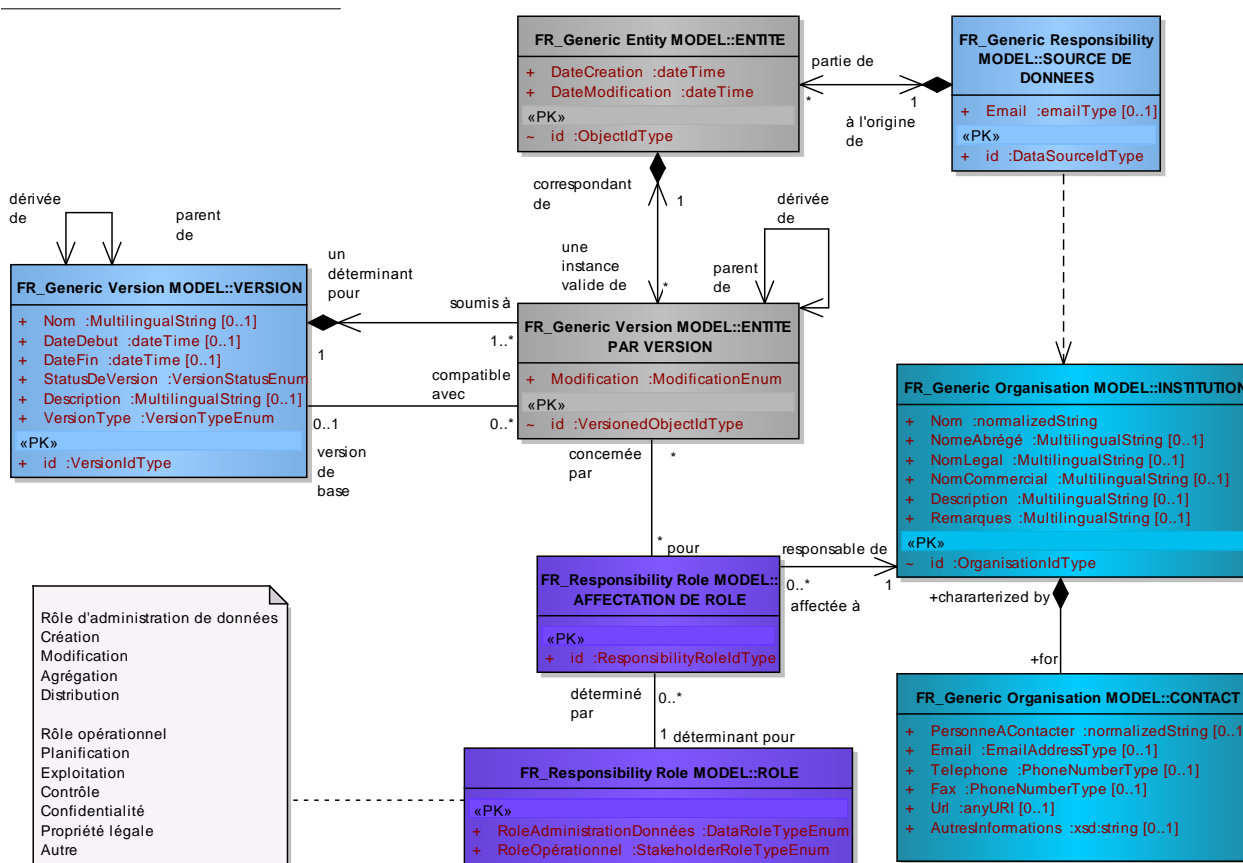 FR_Generic Entity MODEL::ENTITE
+ DateCreation :dateTime
+ DateModification :dateTime
«PK»
~ id :ObjectIdType
partie de
*
1
à l'origine
de
FR_Generic Responsibility
MODEL::SOURCE DE
DONNEES
+ Email :emailType [0..1]
«PK»
+ id :DataSourceIdType
correspondant
de
1
une
instance
valide de
*
dérivée
de
parent
de
dérivée
de
parent
de
FR_Generic Version MODEL::VERSION
+ Nom :MultilingualString [0..1]
+ DateDebut :dateTime [0..1]
+ DateFin :dateTime [0..1]
+ StatusDeVersion :VersionStatusEnum
+ Description :MultilingualString [0..1]
+ VersionType :VersionTypeEnum
«PK»
+ id :VersionIdType
un
déterminant
pour
1
soumis à
1..*
compatible
avec
0..1
0..*
version
de
base
FR_Generic Version MODEL::ENTITE
PAR VERSION
+ Modification :ModificationEnum
«PK»
~ id :VersionedObjectIdType
concernée
par
*
*
pour
FR_Generic Organisation MODEL::INSTITUTION
+ Nom :normalizedString
+ NomeAbrégé :MultilingualString [0..1]
+ NomLegal :MultilingualString [0..1]
+ NomCommercial :MultilingualString [0..1]
+ Description :MultilingualString [0..1]
+ Remarques :MultilingualString [0..1]
«PK»
~ id :OrganisationIdType
responsable de
0..*
1
affectée à
FR_Responsibility Role MODEL::
AFFECTATION DE ROLE
«PK»
+ id :ResponsibilityRoleIdType
déterminé
par
0..*
1
déterminant pour
FR_Responsibility Role MODEL::ROLE
«PK»
+ RoleAdministrationDonnées :DataRoleTypeEnum
+ RoleOpérationnel :StakeholderRoleTypeEnum
+charaterized by
+for
FR_Generic Organisation MODEL::CONTACT
+ PersonneAContacter :normalizedString [0..1
+ Email :EmailAddressType [0..1]
+ Telephone :PhoneNumberType [0..1]
+ Fax :PhoneNumberType [0..1]
+ Url :anyURI [0..1]
+ AutresInformations :xsd:string [0..1]
Rôle d'administration de données
Création
Modification
Agrégation
Distribution
Rôle opérationnel
Planification
Exploitation
Contrôle
Confidentialité
Propriété légale
Autre